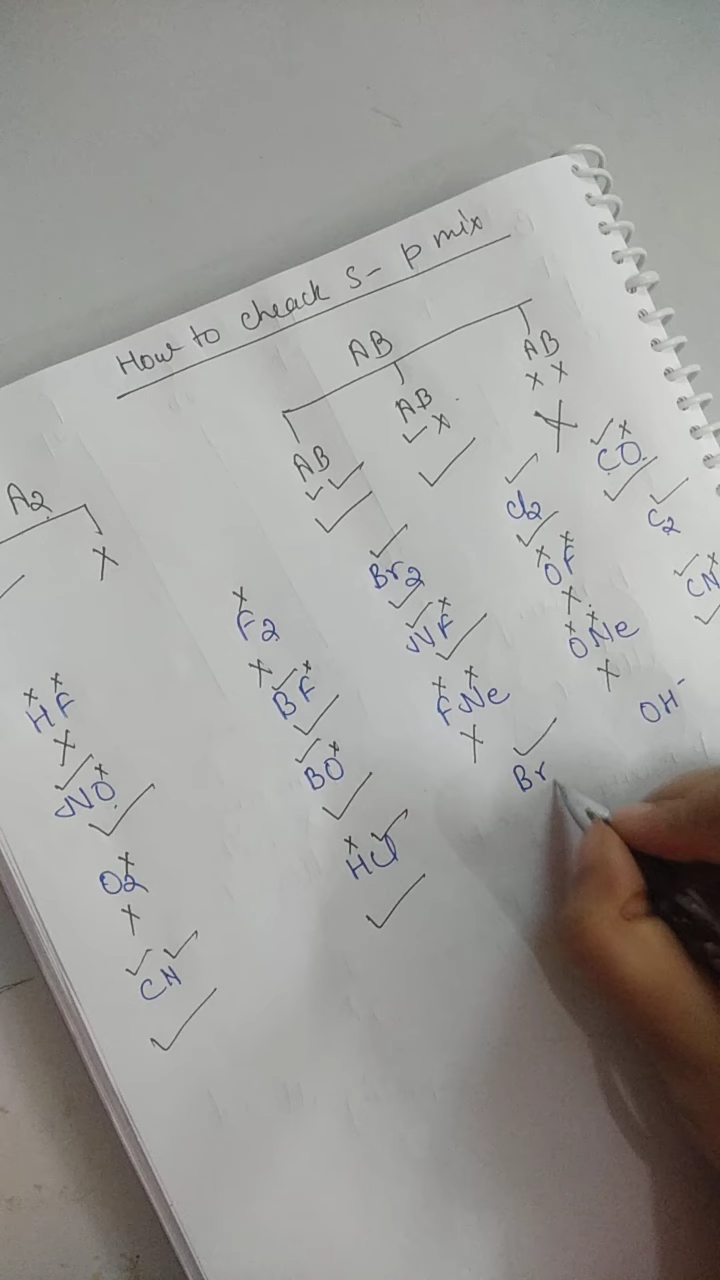 How to cheack s- p mix
AB
AB
✓ ✓
✓
AB
✓ x
✓
AB
x x
x
A2
✓
x
x x
HF
x
✓ x
NO
✓
x
O2
x
✓ ✓
CN
✓
x
F2
x
✓ x
BF
✓
✓ x
BO
✓
x ✓
HCl
✓
✓
Br2
✓
✓ x
NF
✓
x x
FNe
x
✓
Br
✓
Cl2
✓
x x
OF
x
x x
ONe
x
✓ x
CO
✓
✓
C2
✓ x
CN
✓
OH-